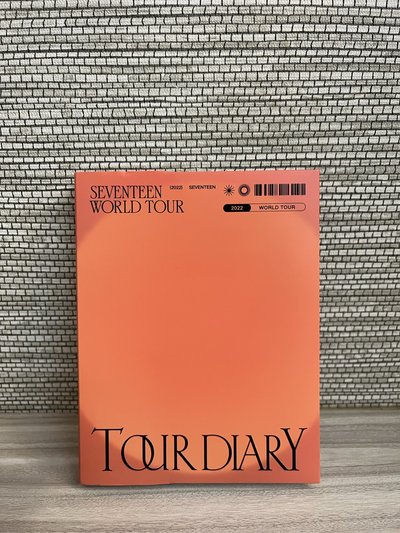 SEVENTEEN
WORLD TOUR
(2022) SEVENTEEN
2022 WORLD TOUR
TOUR DIARY